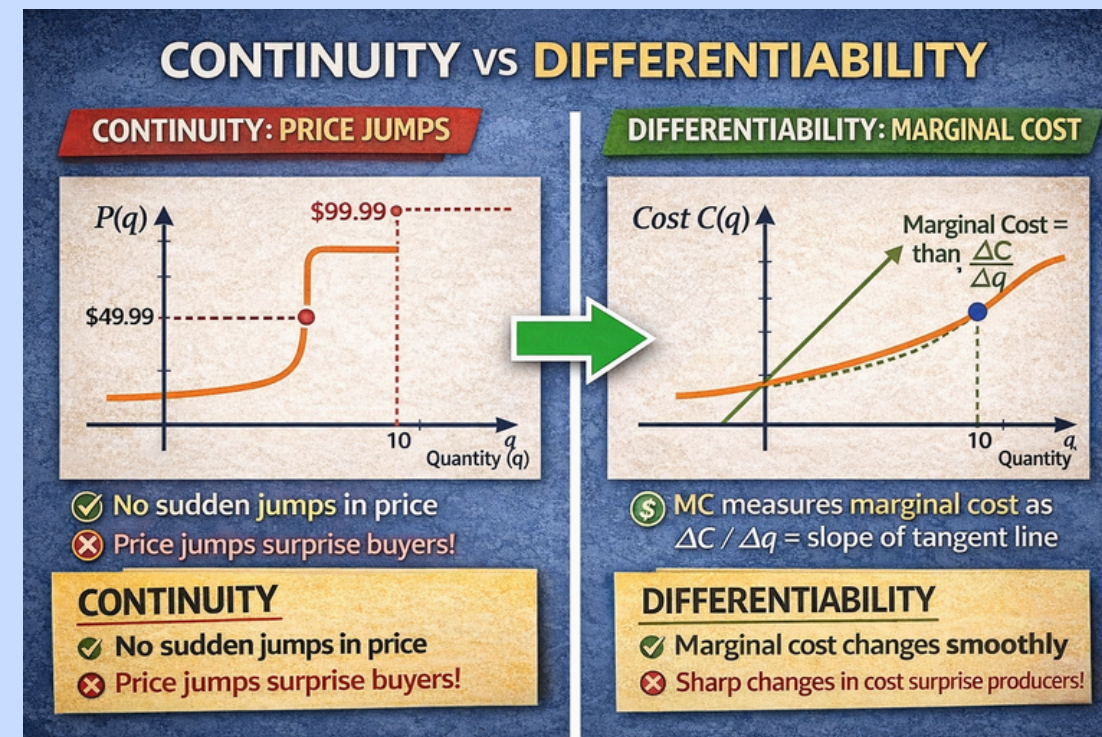 CONTINUITY VS DIFFERENTIABILITY
CONTINUITY: PRICE JUMPS
P(q)
$99.99
$49.99
10
q
Quantity (q)
✓ No sudden jumps in price
✗ Price jumps surprise buyers!
CONTINUITY
✓ No sudden jumps in price
✗ Price jumps surprise buyers!
DIFFERENTIABILITY: MARGINAL COST
Cost C(q)
Marginal Cost =
than, ΔC/Δq
10
q,
Quantity
$ MC measures marginal cost as
ΔC / Δq = slope of tangent line
DIFFERENTIABILITY
✓ Marginal cost changes smoothly
✗ Sharp changes in cost surprise producers!